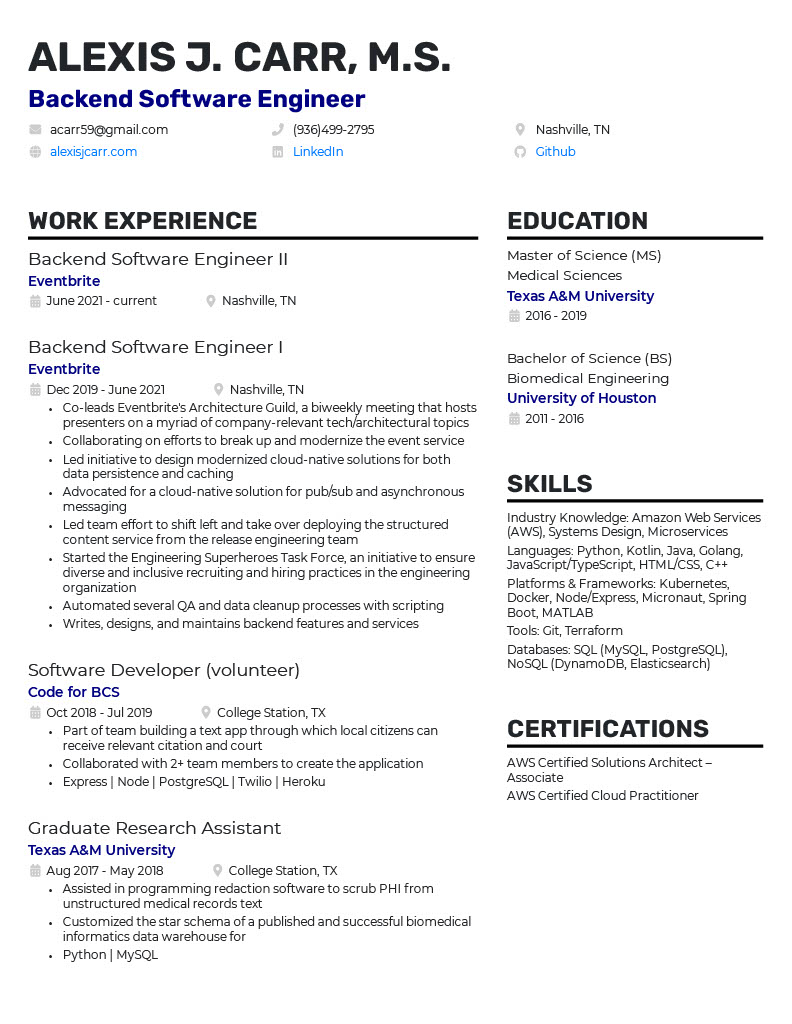 ALEXIS J. CARR, M.S.
Backend Software Engineer
acarr59@gmail.com
(936)499-2795
Nashville, TN
alexisjcarr.com
LinkedIn
Github
WORK EXPERIENCE
Backend Software Engineer II
Eventbrite
June 2021 - current
Nashville, TN
Backend Software Engineer I
Eventbrite
Dec 2019 - June 2021
Nashville, TN
• Co-leads Eventbrite's Architecture Guild, a biweekly meeting that hosts
presenters on a myriad of company-relevant tech/architectural topics
• Collaborating on efforts to break up and modernize the event service
• Led initiative to design modernized cloud-native solutions for both
data persistence and caching
• Advocated for a cloud-native solution for pub/sub and asynchronous
messaging
• Led team effort to shift left and take over deploying the structured
content service from the release engineering team
• Started the Engineering Superheroes Task Force, an initiative to ensure
diverse and inclusive recruiting and hiring practices in the engineering
organization
• Automated several QA and data cleanup processes with scripting
• Writes, designs, and maintains backend features and services
Software Developer (volunteer)
Code for BCS
Oct 2018 - Jul 2019
College Station, TX
• Part of team building a text app through which local citizens can
receive relevant citation and court
• Collaborated with 2+ team members to create the application
• Express | Node | PostgreSQL | Twilio | Heroku
Graduate Research Assistant
Texas A&M University
Aug 2017 - May 2018
College Station, TX
• Assisted in programming redaction software to scrub PHI from
unstructured medical records text
• Customized the star schema of a published and successful biomedical
informatics data warehouse for
• Python | MySQL
EDUCATION
Master of Science (MS)
Medical Sciences
Texas A&M University
2016 - 2019
Bachelor of Science (BS)
Biomedical Engineering
University of Houston
2011 - 2016
SKILLS
Industry Knowledge: Amazon Web Services
(AWS), Systems Design, Microservices
Languages: Python, Kotlin, Java, Golang,
JavaScript/TypeScript, HTML/CSS, C++
Platforms & Frameworks: Kubernetes,
Docker, Node/Express, Micronaut, Spring
Boot, MATLAB
Tools: Git, Terraform
Databases: SQL (MySQL, PostgreSQL),
NoSQL (DynamoDB, Elasticsearch)
CERTIFICATIONS
AWS Certified Solutions Architect –
Associate
AWS Certified Cloud Practitioner